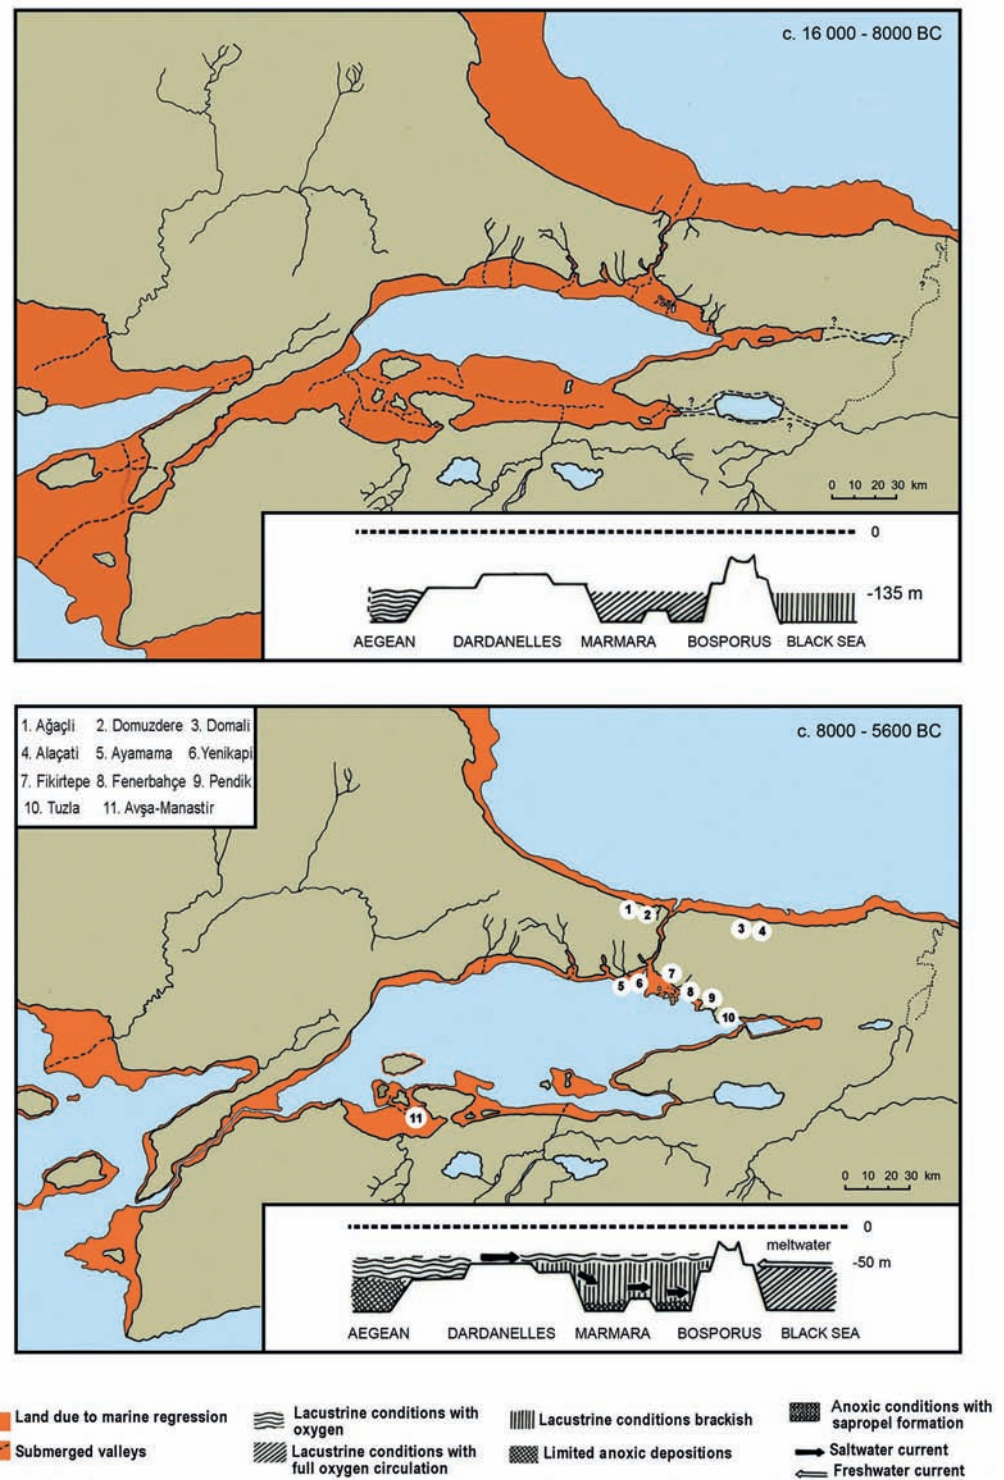 c. 16 000 - 8000 BC
?
?
?
?
0 10 20 30 km
0
-135 m
AEGEAN DARDANELLES MARMARA BOSPORUS BLACK SEA
1. Ağaçli 2. Domuzdere 3. Domali
4. Alaçati 5. Ayamama 6.Yenikapi
7. Fikirtepe 8. Fenerbahçe 9. Pendik
10. Tuzla 11. Avşa-Manastir
c. 8000 - 5600 BC
1 2
3 4
7
5 6
8 9
10
11
0 10 20 30 km
0
meltwater
-50 m
AEGEAN DARDANELLES MARMARA BOSPORUS BLACK SEA
Land due to marine regression
Submerged valleys
Lacustrine conditions with
oxygen
Lacustrine conditions with
full oxygen circulation
Lacustrine conditions brackish
Limited anoxic depositions
Anoxic conditions with
sapropel formation
Saltwater current
Freshwater current